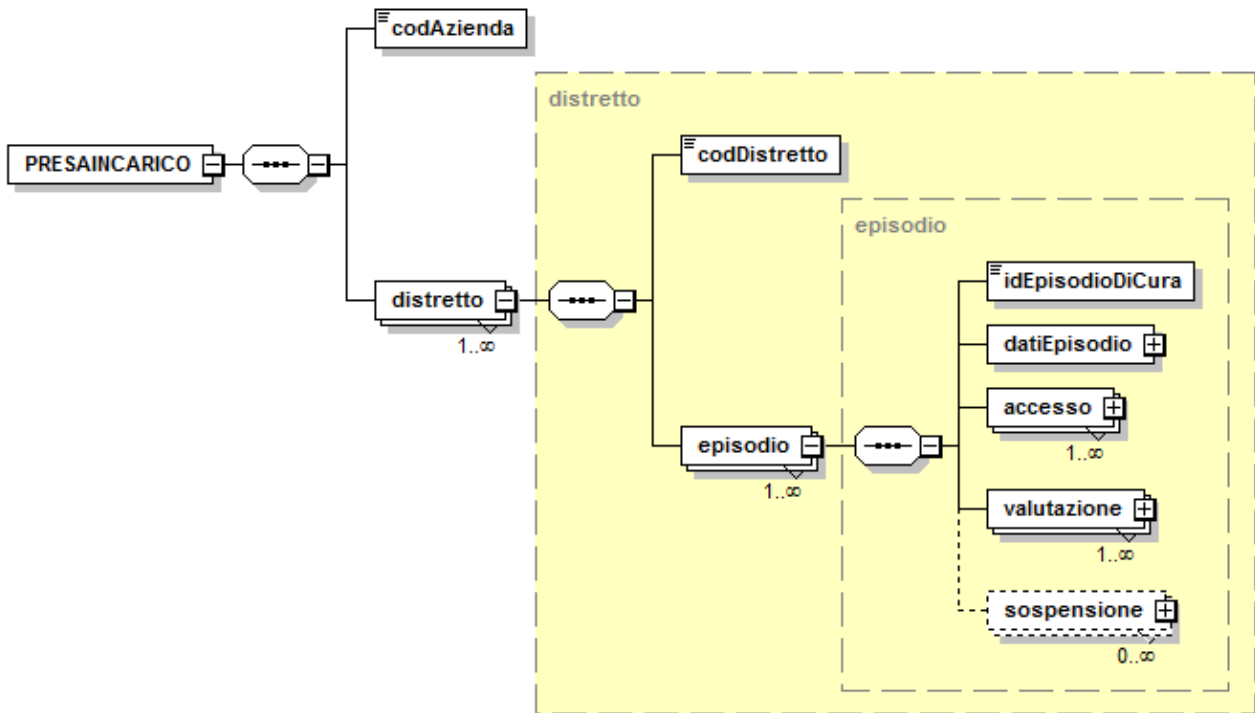 codAzienda
distretto
PRESAINCARICO
codDistretto
episodio
idEpisodioDiCura
distretto
1..∞
datiEpisodio
accesso
1..∞
episodio
1..∞
valutazione
1..∞
sospensione
0..∞